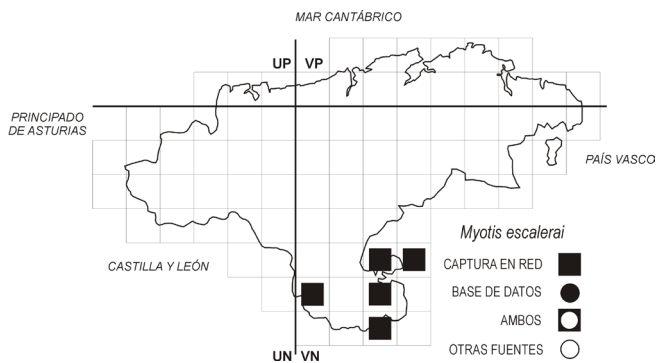 MAR CANTÁBRICO
UP VP
PRINCIPADO
DE ASTURIAS
PAÍS VASCO
CASTILLA Y LEÓN
Myotis escalerai
CAPTURA EN RED
BASE DE DATOS
AMBOS
OTRAS FUENTES
UN VN